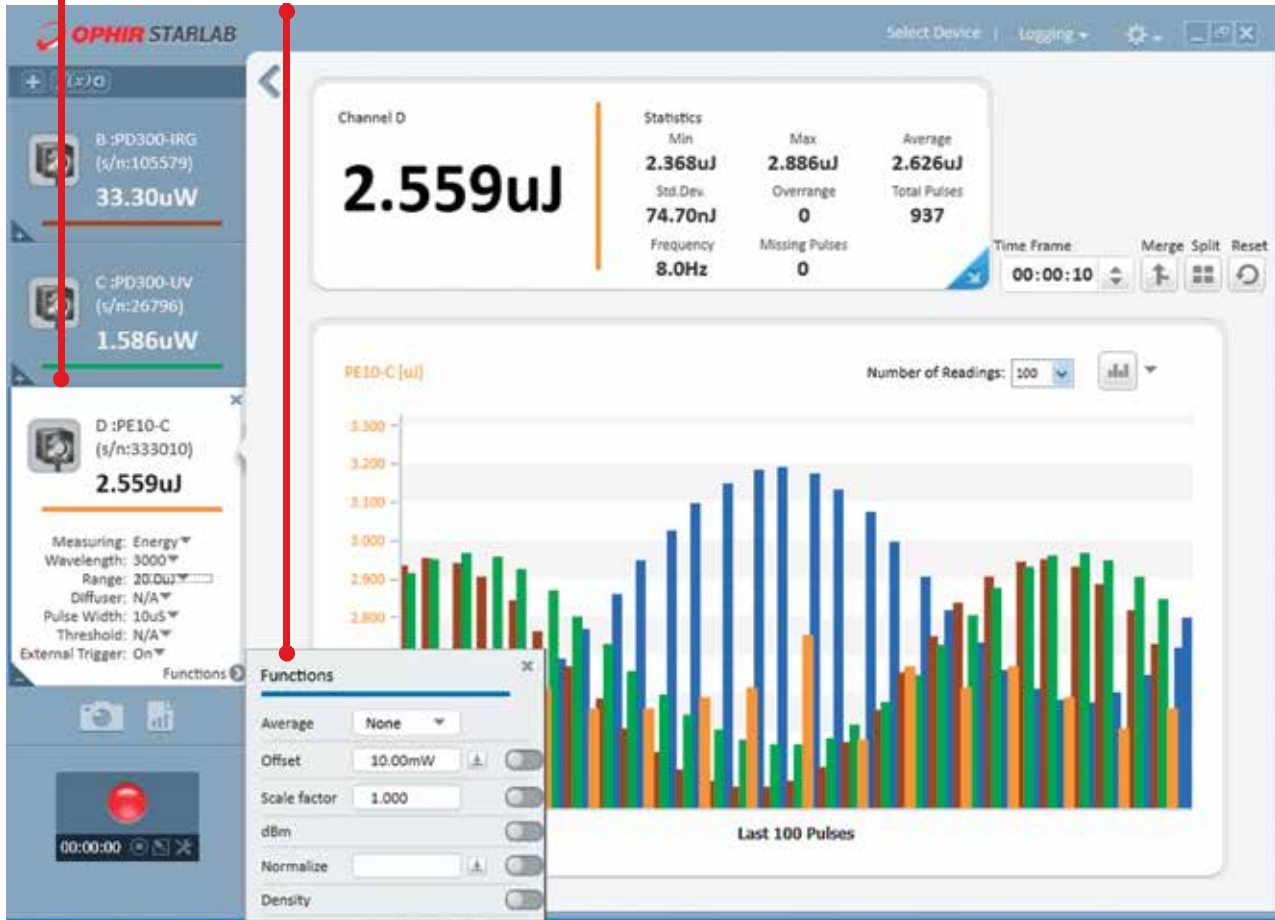 OPHIR STARLAB
Select Device | Logging
f(x)
B :PD300-IRG
(s/n:105579)
33.30uW
C :PD300-UV
(s/n:26796)
1.586uW
D :PE10-C
(s/n:333010)
2.559uJ
Measuring: Energy
Wavelength: 3000
Range: 20.0uJ
Diffuser: N/A
Pulse Width: 10uS
Threshold: N/A
External Trigger: On
Functions
00:00:00
Channel D
2.559uJ
Statistics
Min Max Average
2.368uJ 2.886uJ 2.626uJ
Std.Dev. Overrange Total Pulses
74.70nJ 0 937
Frequency Missing Pulses
8.0Hz 0
Time Frame Merge Split Reset
00:00:10
PE10-C [uJ]
Number of Readings: 100
3.300
3.200
3.100
3.000
2.900
2.800
Last 100 Pulses
Functions
Average None
Offset 10.00mW
Scale factor 1.000
dBm
Normalize
Density